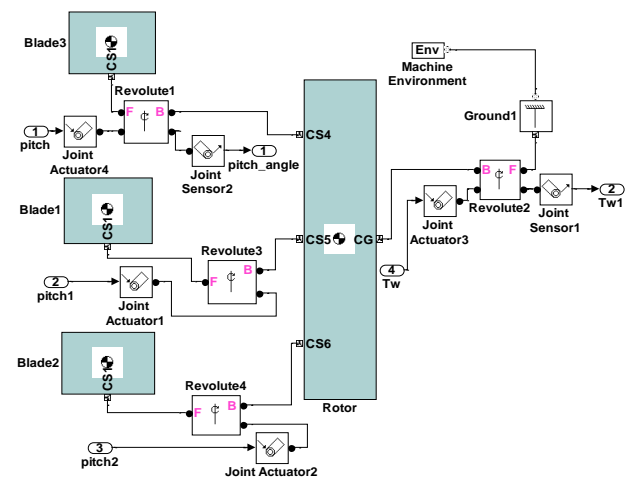 Blade3
CS1
Revolute1
F
B
1
pitch
Joint
Actuator4
Joint
Sensor2
1
pitch_angle
CS4
Env
Machine
Environment
Ground1
B
F
Revolute2
Joint
Actuator3
Joint
Sensor1
2
Tw1
4
Tw
Blade1
CS1
Revolute3
B
F
2
pitch1
Joint
Actuator1
CS5
CG
CS6
Rotor
Blade2
CS1
Revolute4
F
B
3
pitch2
Joint Actuator2